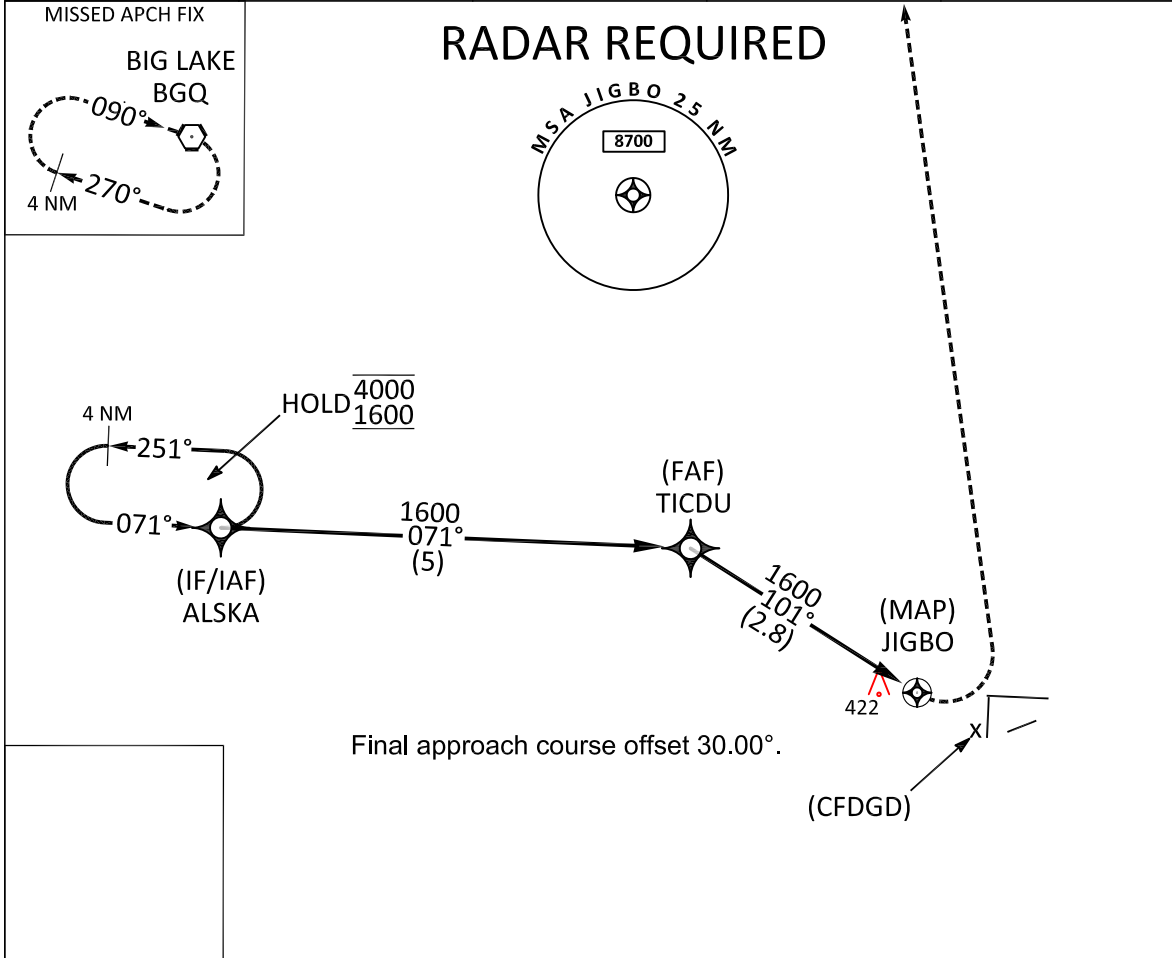 MISSED APCH FIX
BIG LAKE
BGQ
090°
270°
4 NM
RADAR REQUIRED
MSA JIGBO 25 NM
8700
HOLD
4000
1600
4 NM
251°
071°
(IF/IAF)
ALSKA
1600
071°
(5)
(FAF)
TICDU
1600
101°
(2.8)
(MAP)
JIGBO
422
X
(CFDGD)
Final approach course offset 30.00°.